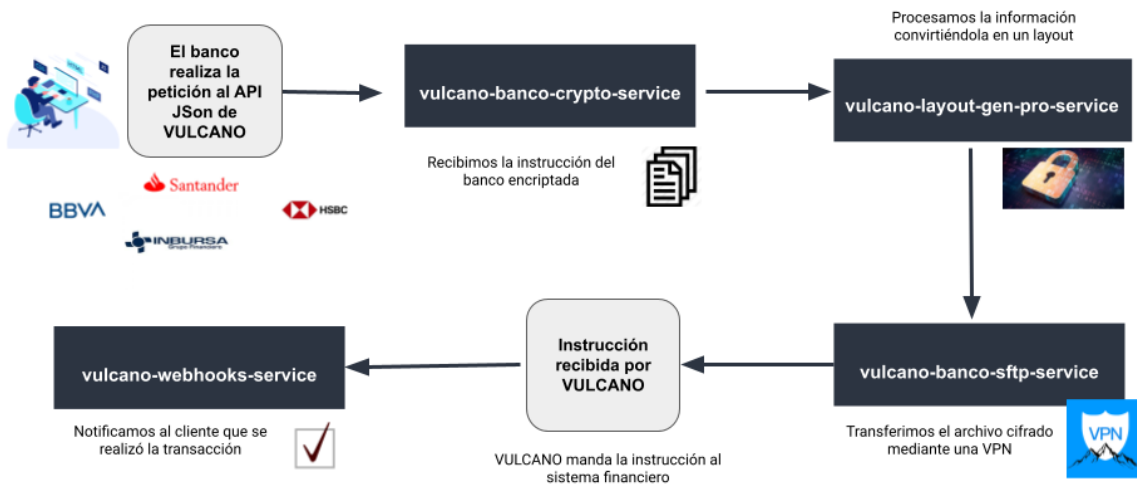 El banco
realiza la
petición al API
JSon de
VULCANO
vulcano-banco-crypto-service
Recibimos la instrucción del
banco encriptada
Procesamos la información
convirtiéndola en un layout
vulcano-layout-gen-pro-service
Santander
BBVA
HSBC
INBURSA
Grupo Financiero
vulcano-webhooks-service
Notificamos al cliente que se
realizó la transacción
Instrucción
recibida por
VULCANO
VULCANO manda la instrucción al
sistema financiero
vulcano-banco-sftp-service
Transferimos el archivo cifrado
mediante una VPN
VPN